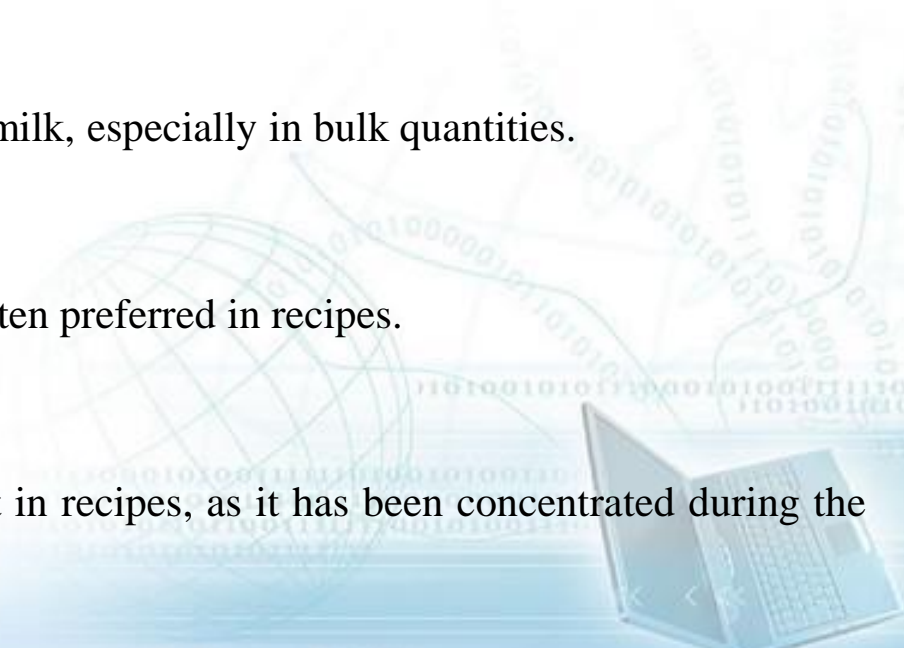 milk, especially in bulk quantities.
ten preferred in recipes.
in recipes, as it has been concentrated during the